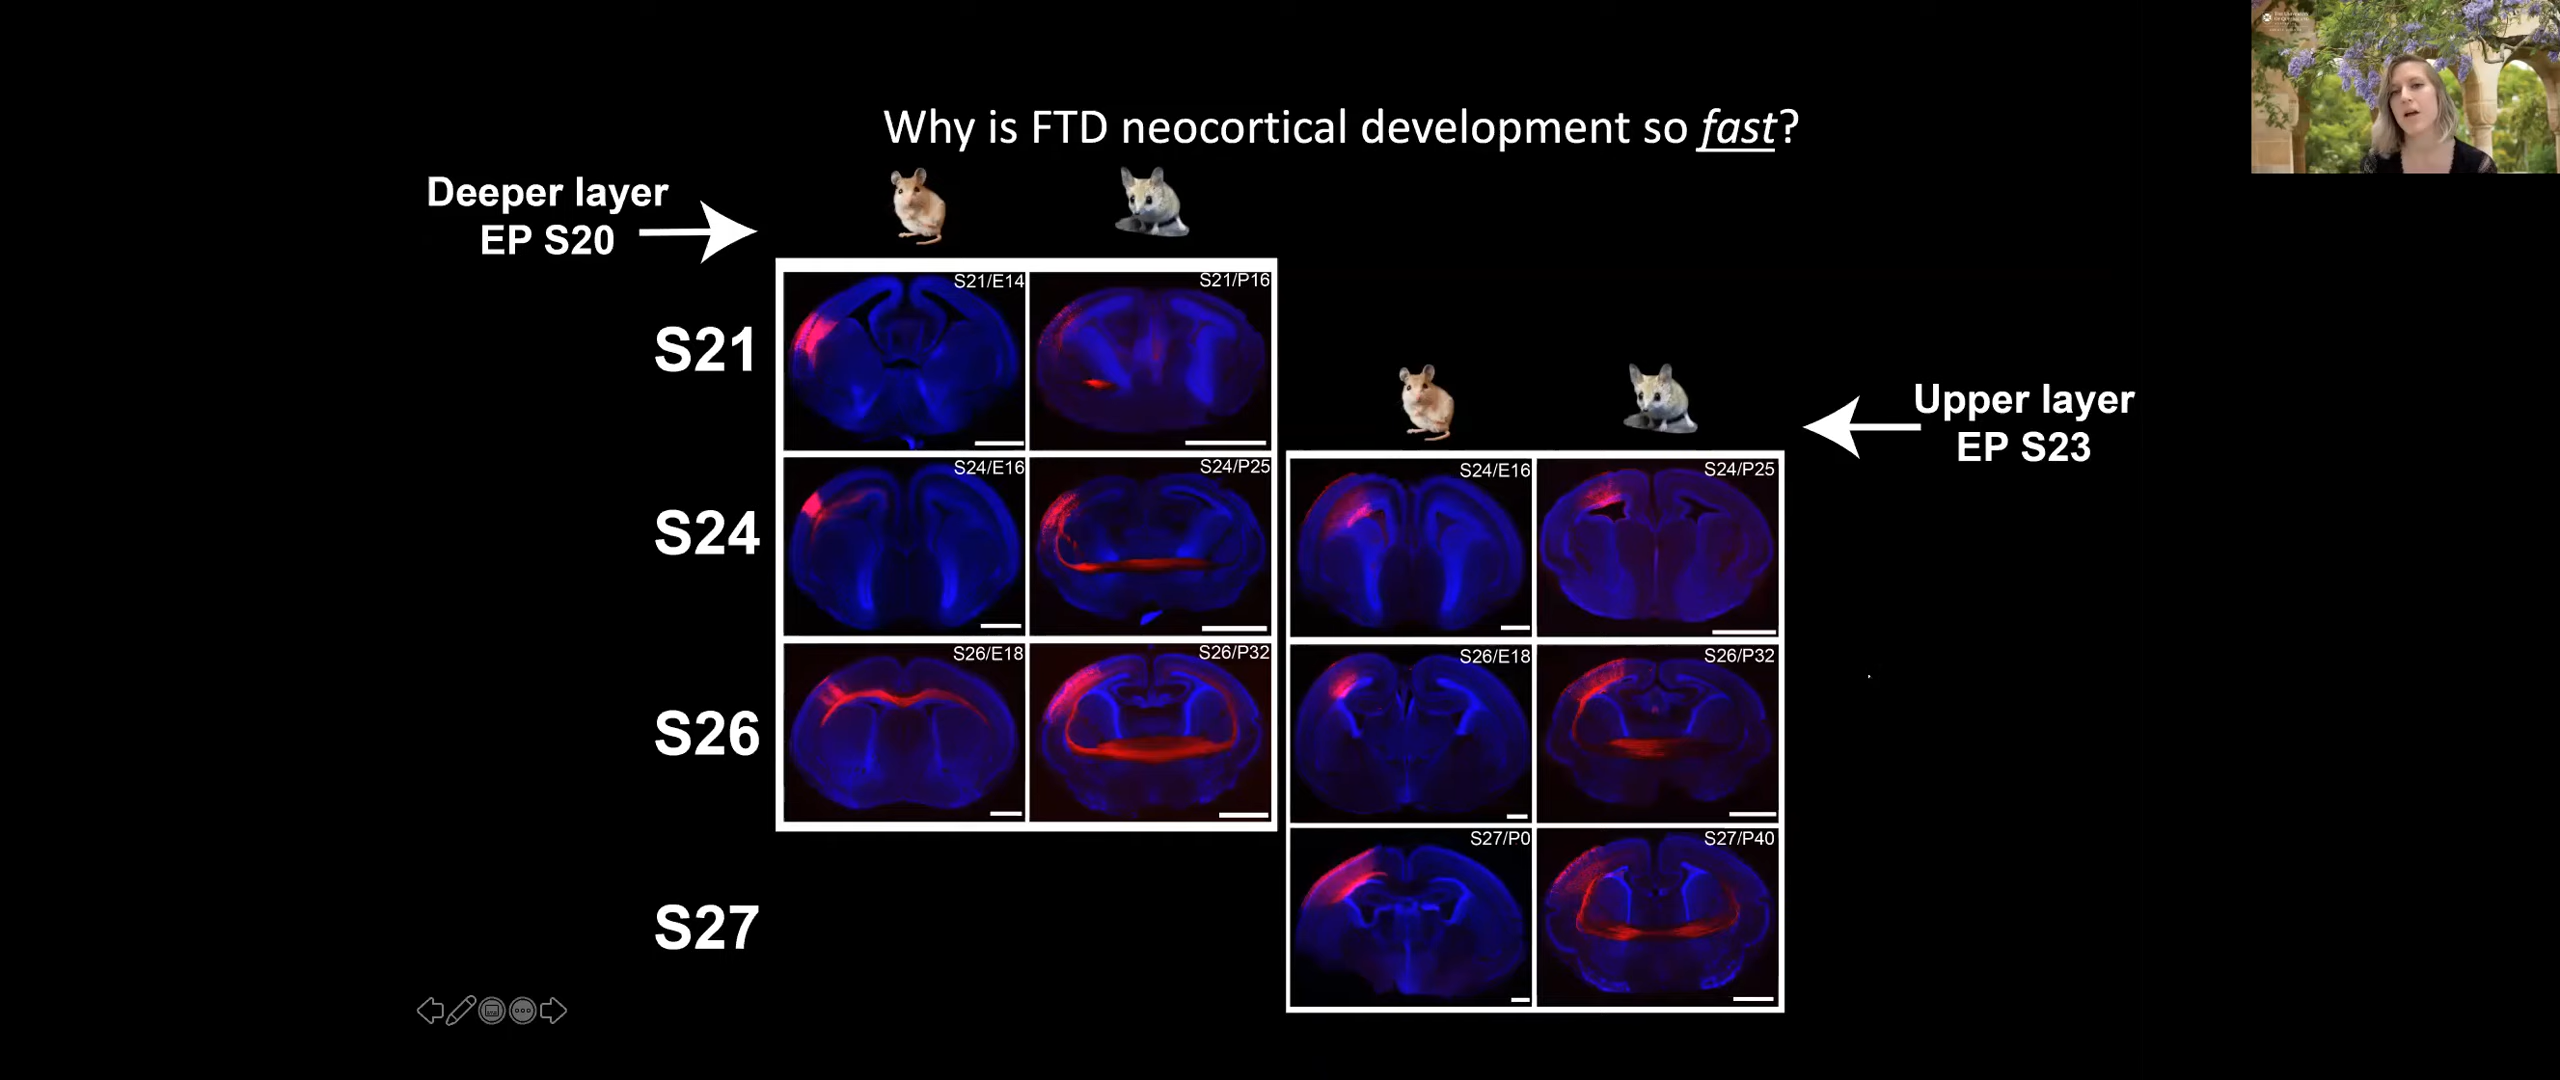 Why is FTD neocortical development so fast?
Deeper layer
EP S20
S21
S21/E14
S21/P16
Upper layer
EP S23
S24
S24/E16
S24/P25
S24/E16
S24/P25
S26
S26/E18
S26/P32
S26/E18
S26/P32
S27
S27/P0
S27/P40